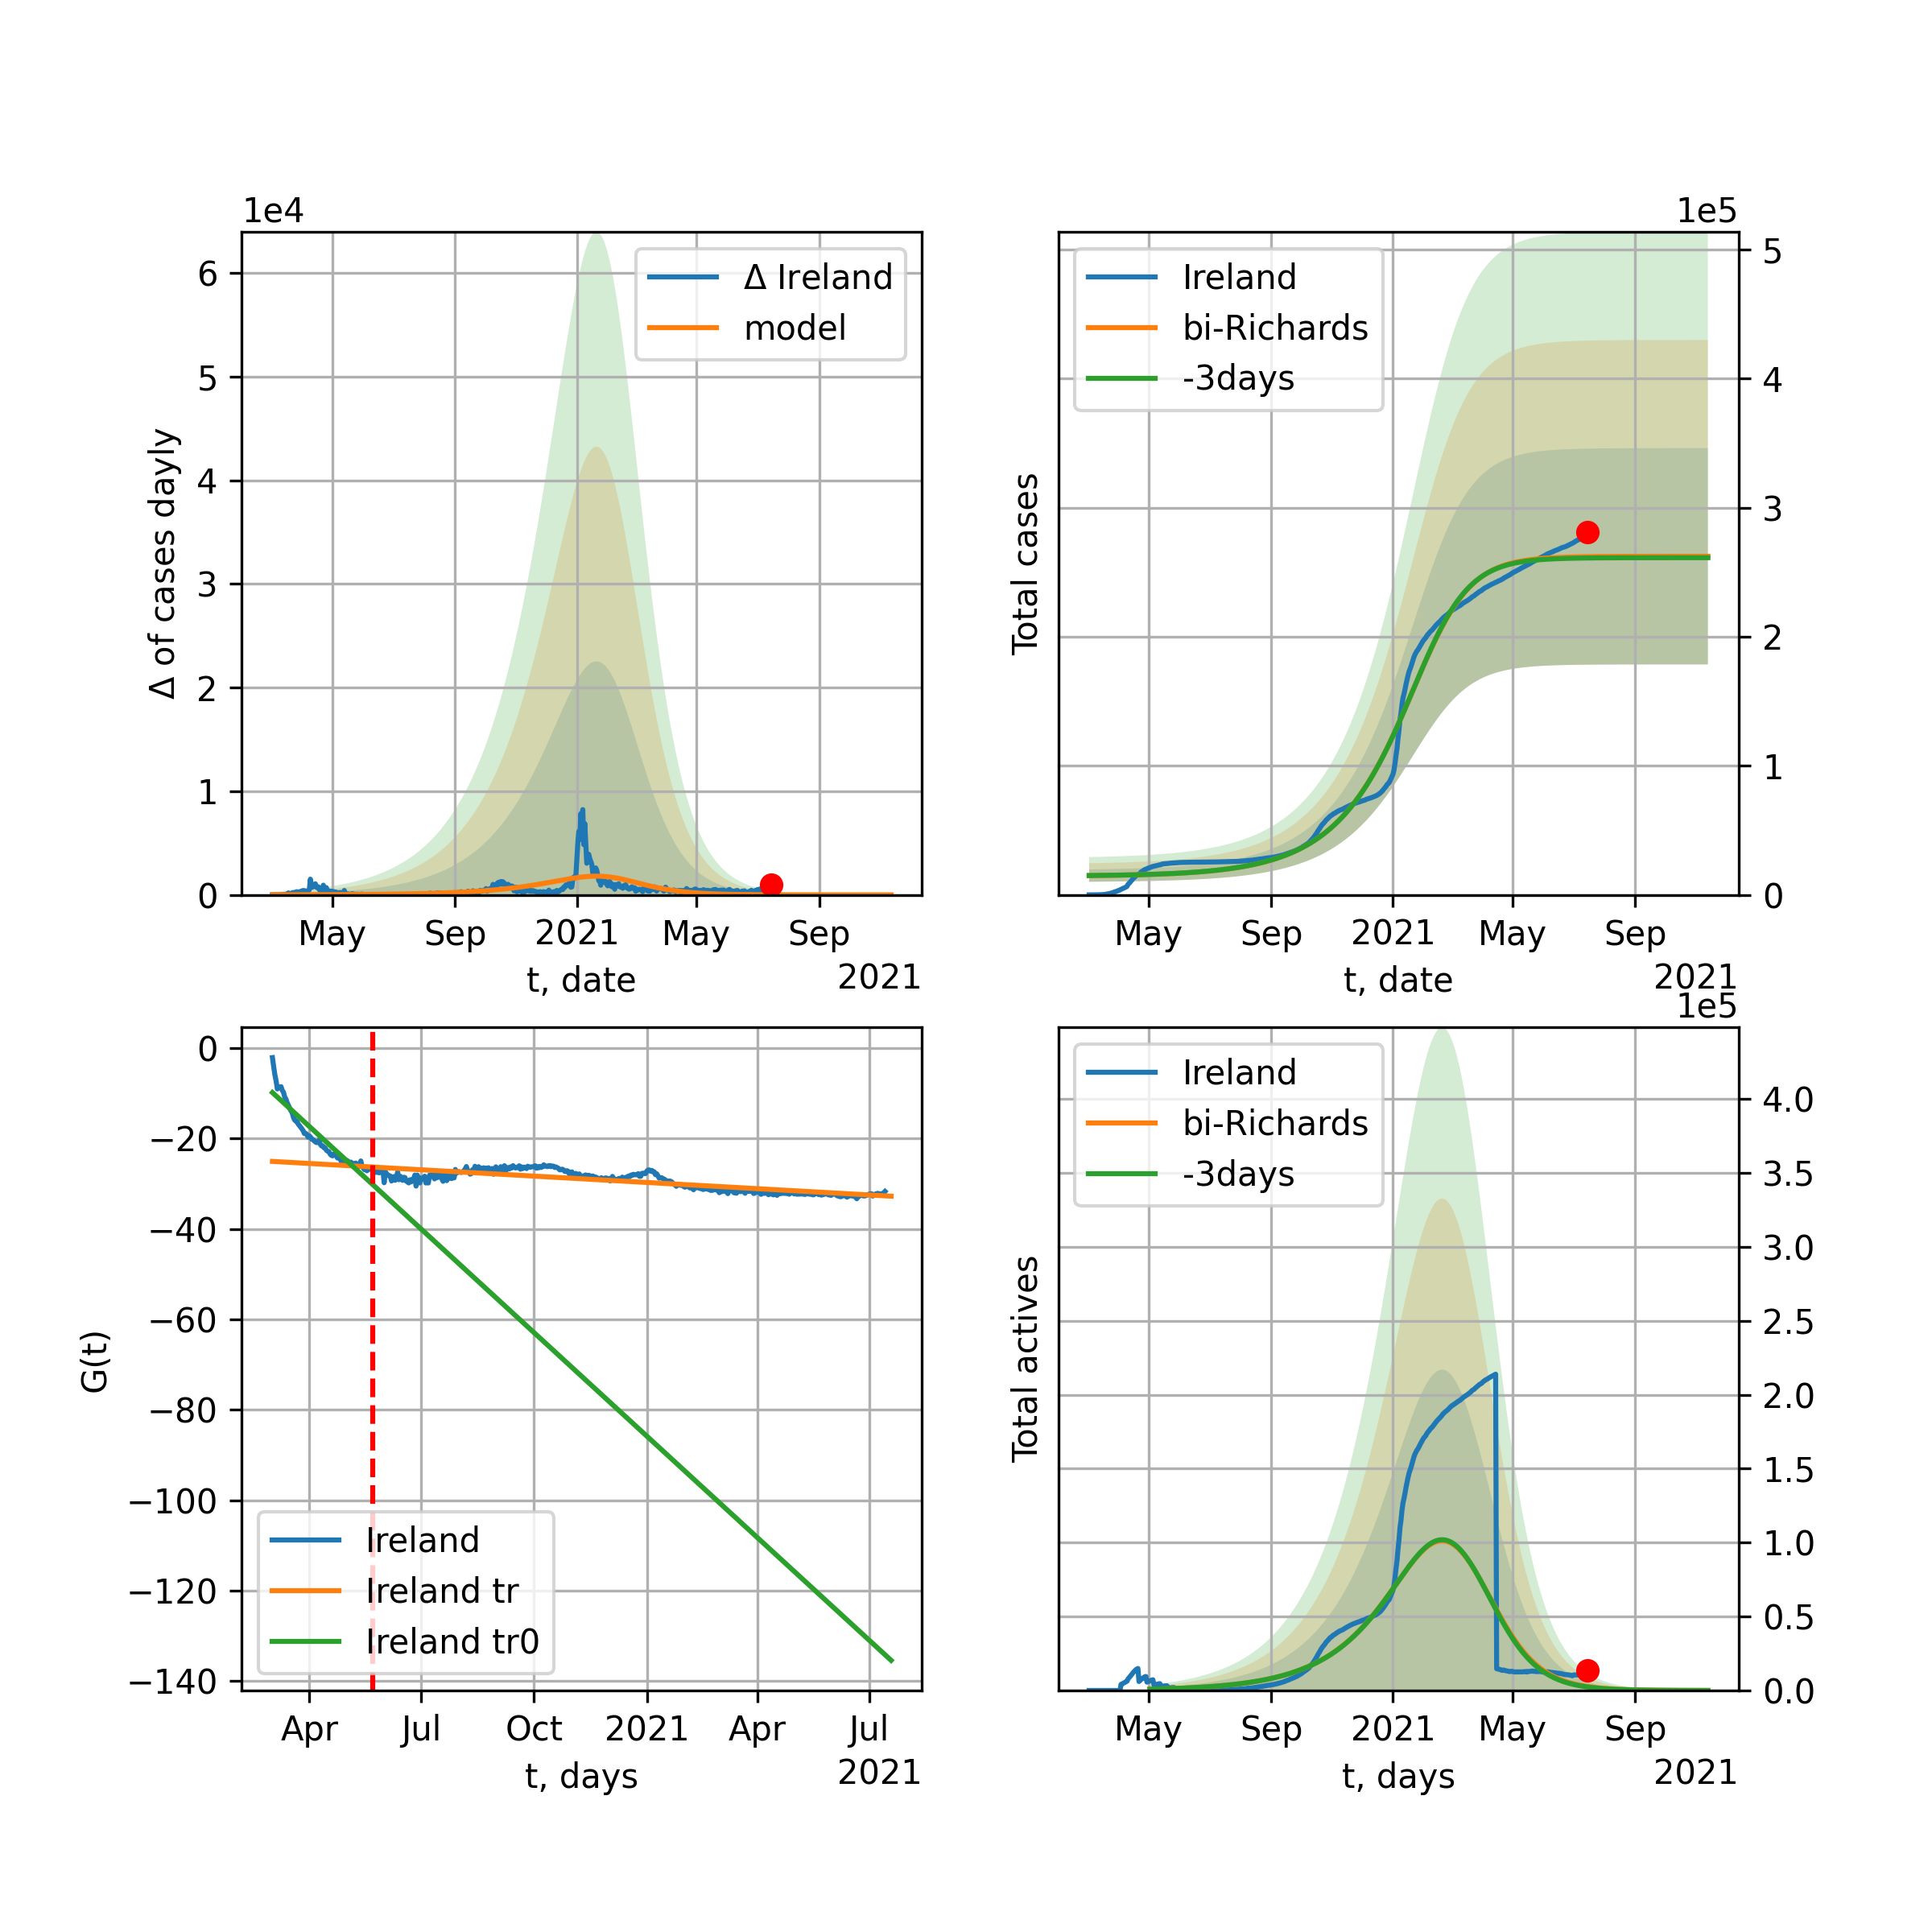 1e4
6
5
4
3
2
1
0
Δ of cases dayly
Δ Ireland
model
May Sep 2021 May Sep
t, date
2021
1e5
5
4
3
2
1
0
Total cases
Ireland
bi-Richards
-3days
May Sep 2021 May Sep
t, date
2021
0
−20
−40
−60
−80
−100
−120
−140
G(t)
Ireland
Ireland tr
Ireland tr0
Apr Jul Oct 2021 Apr Jul
t, days
2021
1e5
4.0
3.5
3.0
2.5
2.0
1.5
1.0
0.5
0.0
Total actives
Ireland
bi-Richards
-3days
May Sep 2021 May Sep
t, days
2021